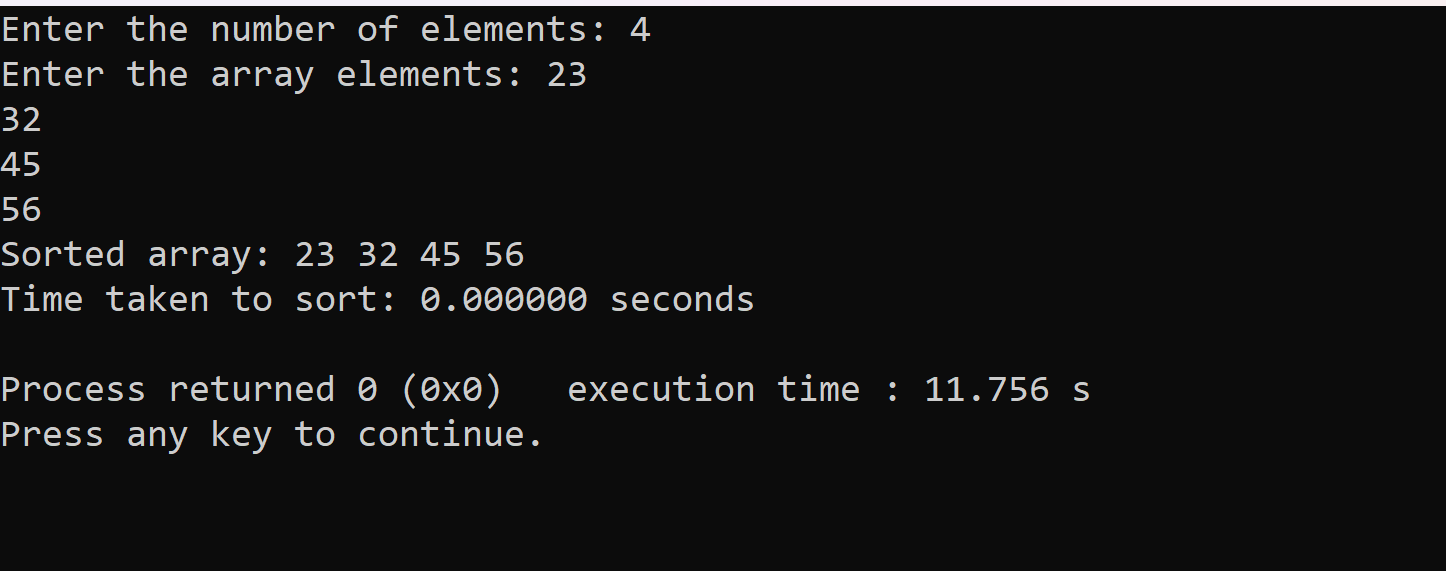 Enter the number of elements: 4
Enter the array elements: 23
32
45
56
Sorted array: 23 32 45 56
Time taken to sort: 0.000000 seconds
Process returned 0 (0x0)   execution time : 11.756 s
Press any key to continue.